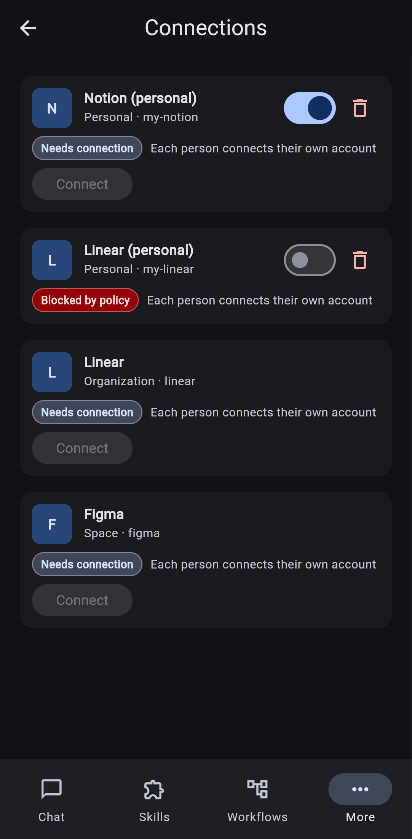 Connections
N
Notion (personal)
Personal · my-notion
Needs connection
Each person connects their own account
Connect
L
Linear (personal)
Personal · my-linear
Blocked by policy
Each person connects their own account
L
Linear
Organization · linear
Needs connection
Each person connects their own account
Connect
F
Figma
Space · figma
Needs connection
Each person connects their own account
Connect
Chat
Skills
Workflows
More